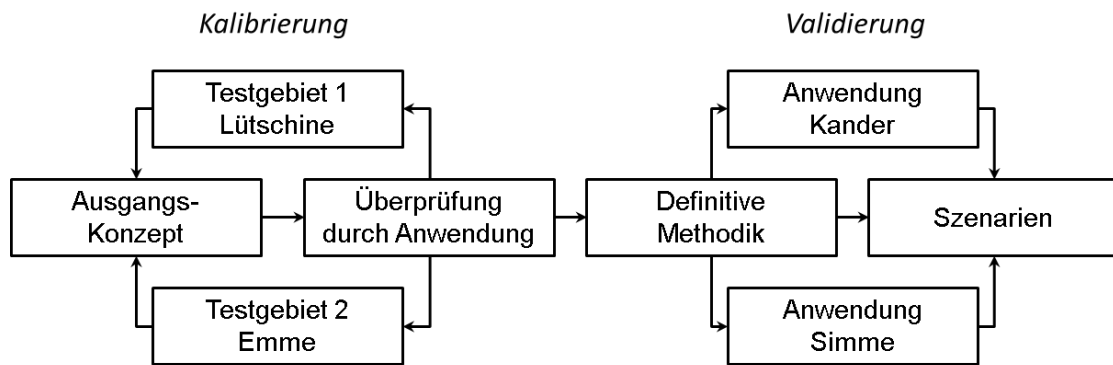 Kalibrierung
Validierung
Testgebiet 1
Lütschine
Anwendung
Kander
Ausgangs-
Konzept
Überprüfung
durch Anwendung
Definitive
Methodik
Szenarien
Testgebiet 2
Emme
Anwendung
Simme